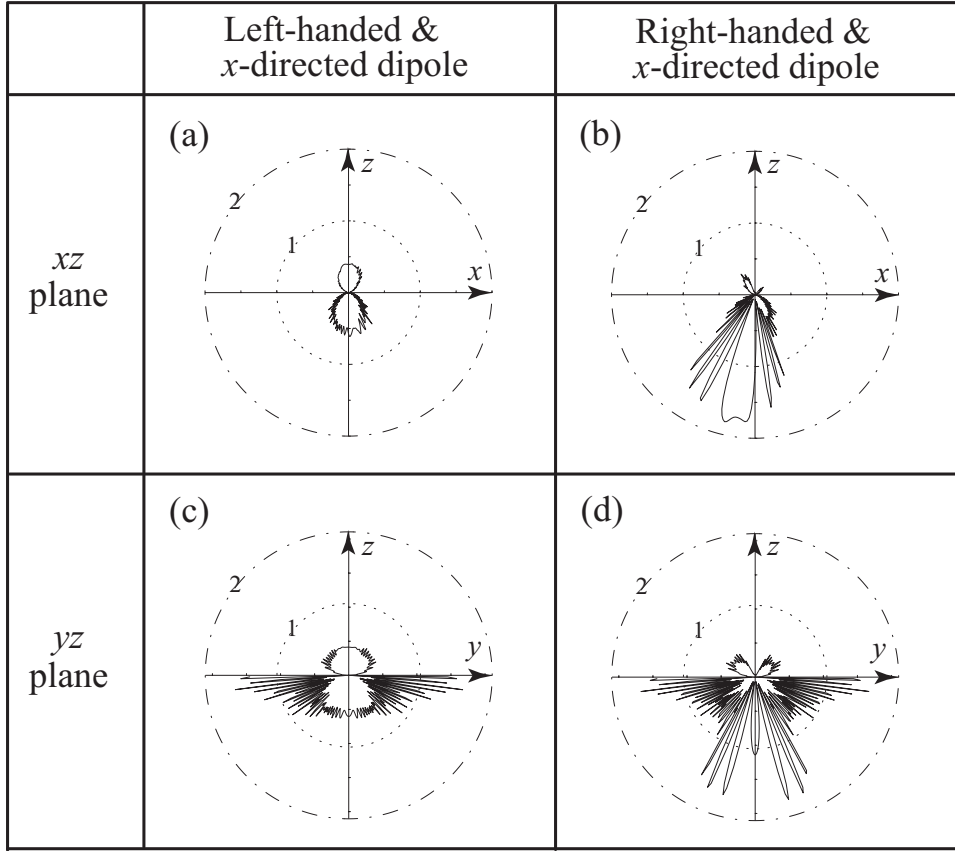 Left-handed &
x-directed dipole
Right-handed &
x-directed dipole
xz
plane
(a)
z
2
1
x
(b)
z
2
1
x
yz
plane
(c)
z
2
1
y
(d)
z
2
1
y